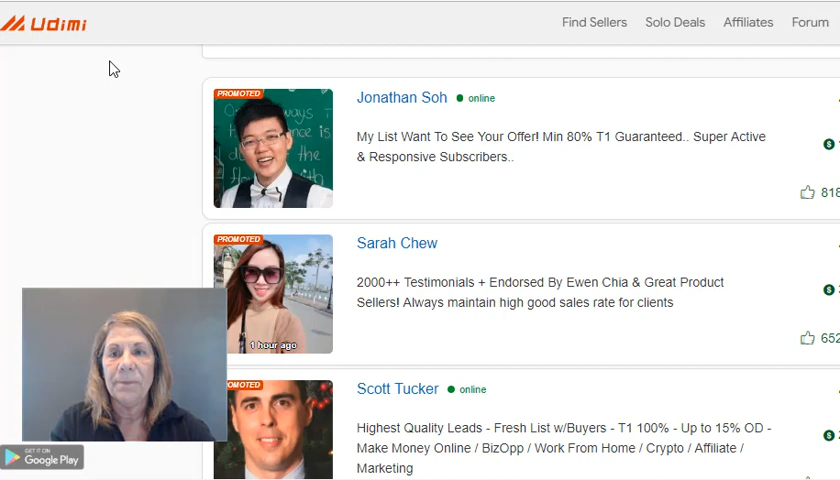 Udimi
Find Sellers Solo Deals Affiliates Forum
PROMOTED
Jonathan Soh online
My List Want To See Your Offer! Min 80% T1 Guaranteed.. Super Active
& Responsive Subscribers..
818
PROMOTED
Sarah Chew
2000++ Testimonials + Endorsed By Ewen Chia & Great Product
Sellers! Always maintain high good sales rate for clients
1 hour ago
652
OMOTED
Scott Tucker online
Highest Quality Leads - Fresh List w/Buyers - T1 100% - Up to 15% OD -
Make Money Online / BizOpp / Work From Home / Crypto / Affiliate /
Marketing
GET IT ON
Google Play